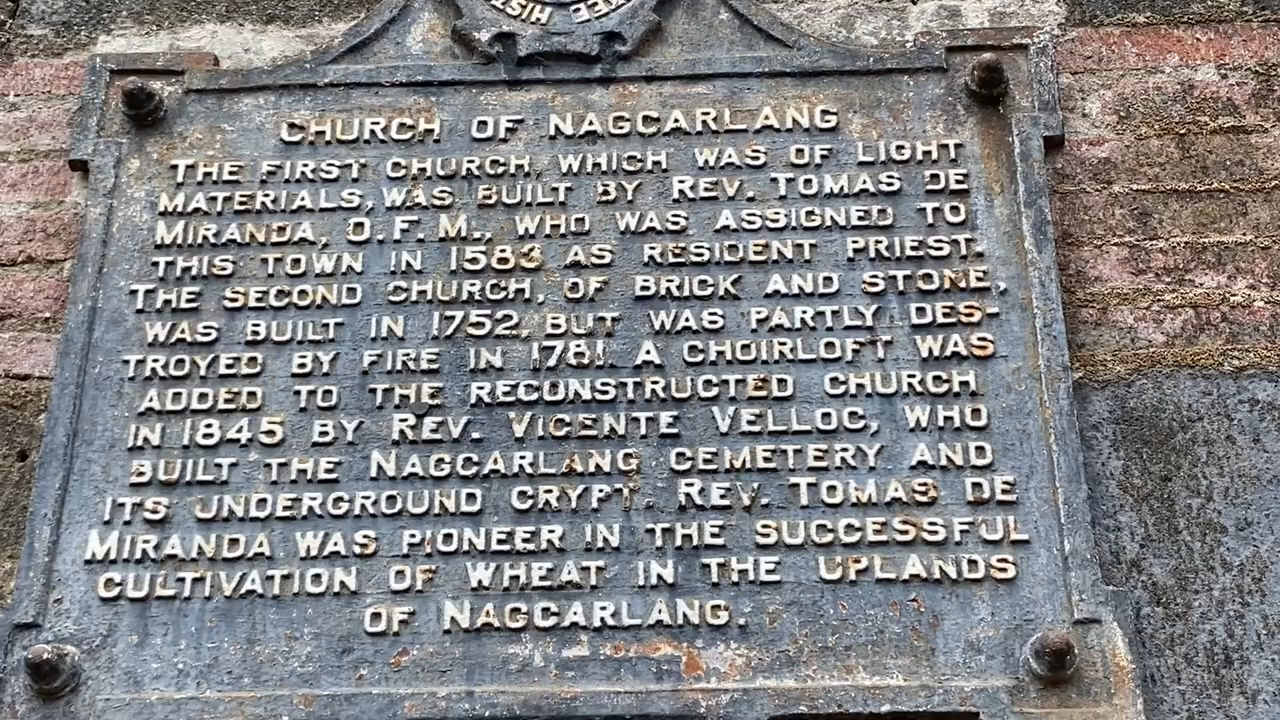 CHURCH OF NAGCARLANG
THE FIRST CHURCH, WHICH WAS OF LIGHT
MATERIALS, WAS BUILT BY REV. TOMAS DE
MIRANDA, O.F.M., WHO WAS ASSIGNED TO
THIS TOWN IN 1583 AS RESIDENT PRIEST.
THE SECOND CHURCH, OF BRICK AND STONE,
WAS BUILT IN 1752, BUT WAS PARTLY DES-
TROYED BY FIRE IN 1781. A CHOIRLOFT WAS
ADDED TO THE RECONSTRUCTED CHURCH
IN 1845 BY REV. VICENTE VELLOC, WHO
BUILT THE NAGCARLANG CEMETERY AND
ITS UNDERGROUND CRYPT. REV. TOMAS DE
MIRANDA WAS PIONEER IN THE SUCCESSFUL
CULTIVATION OF WHEAT IN THE UPLANDS
OF NAGCARLANG.